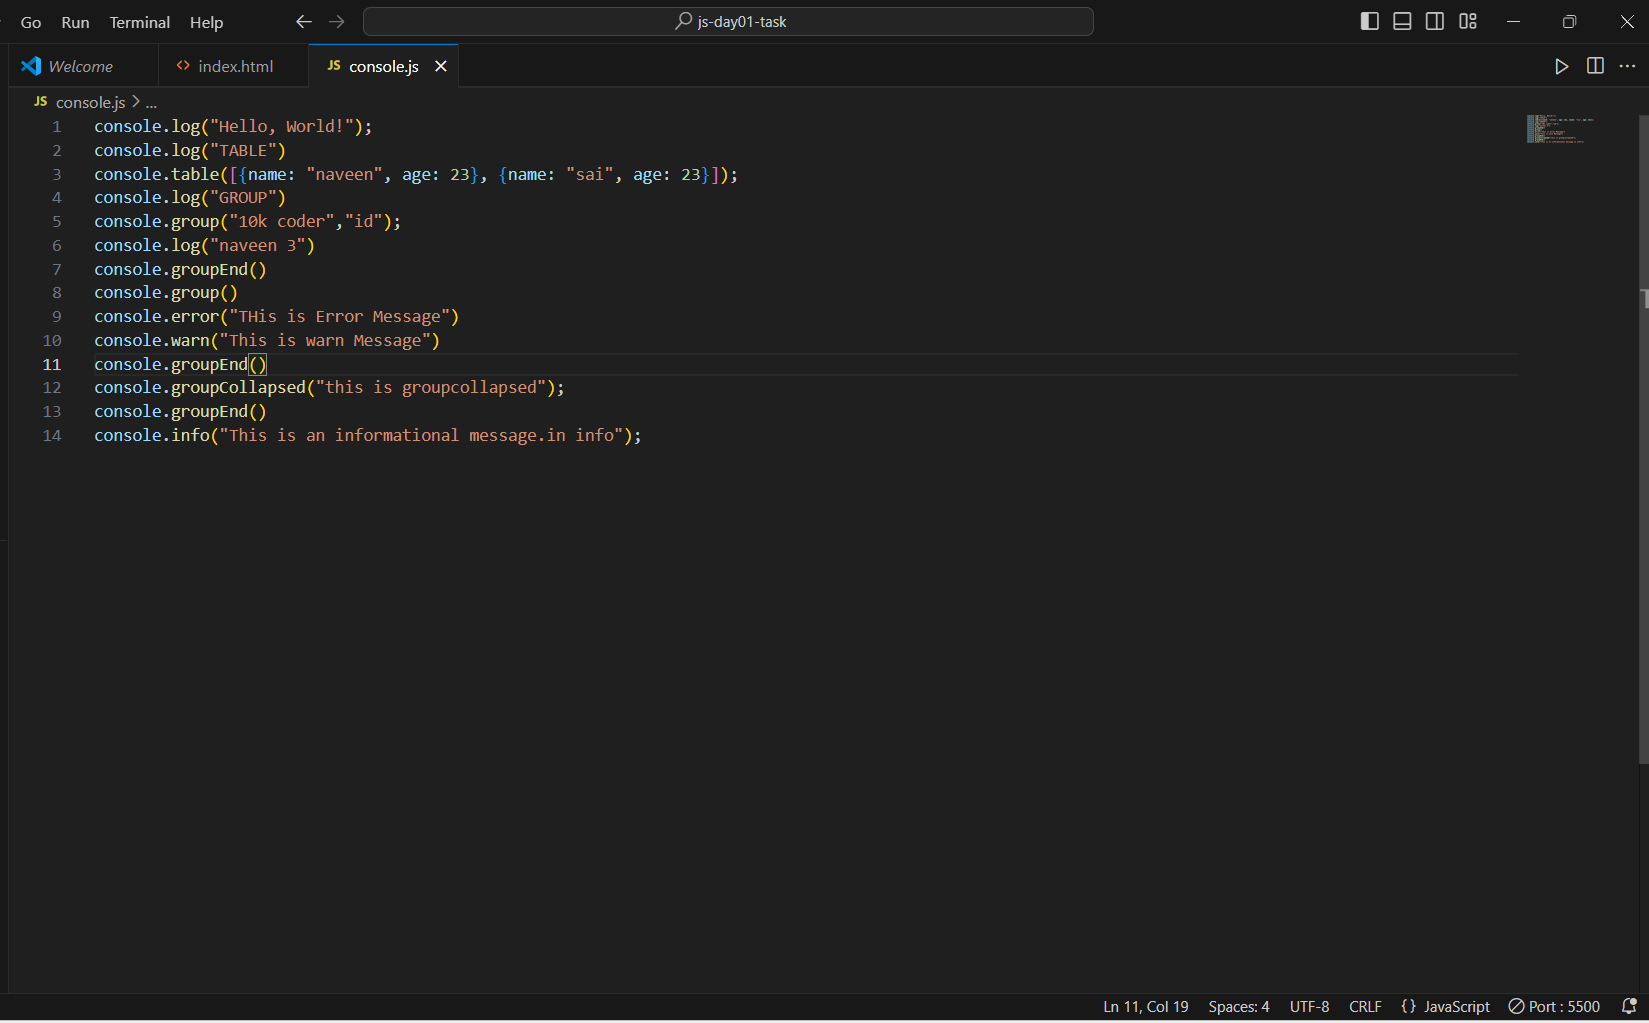 Go Run Terminal Help js-day01-task
Welcome index.html JS console.js
JS console.js > ...
1 console.log("Hello, World!");
2 console.log("TABLE")
3 console.table([{name: "naveen", age: 23}, {name: "sai", age: 23}]);
4 console.log("GROUP")
5 console.group("10k coder","id");
6 console.log("naveen 3")
7 console.groupEnd()
8 console.group()
9 console.error("THis is Error Message")
10 console.warn("This is warn Message")
11 console.groupEnd()
12 console.groupCollapsed("this is groupcollapsed");
13 console.groupEnd()
14 console.info("This is an informational message.in info");
Ln 11, Col 19 Spaces: 4 UTF-8 CRLF {} JavaScript Port : 5500